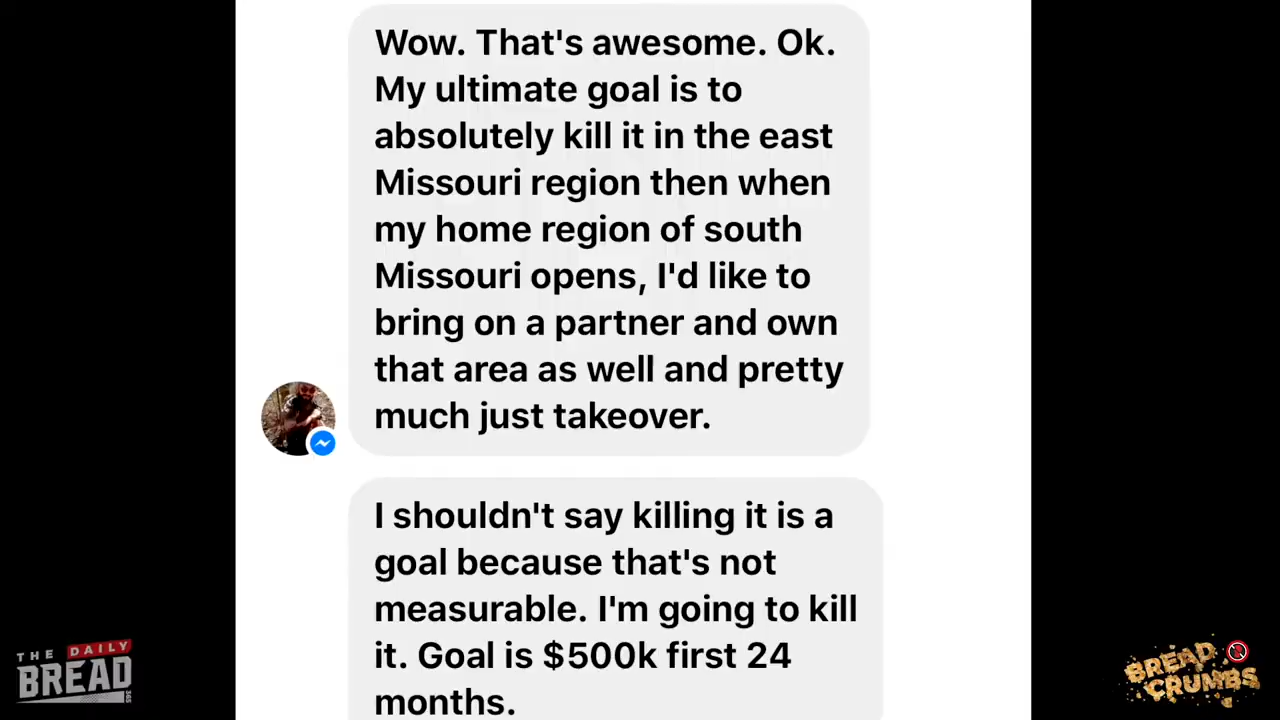 Wow. That's awesome. Ok.
My ultimate goal is to
absolutely kill it in the east
Missouri region then when
my home region of south
Missouri opens, I'd like to
bring on a partner and own
that area as well and pretty
much just takeover.
I shouldn't say killing it is a
goal because that's not
measurable. I'm going to kill
it. Goal is $500k first 24
months.
THE DAILY
BREAD
365
BREAD
CRUMBS